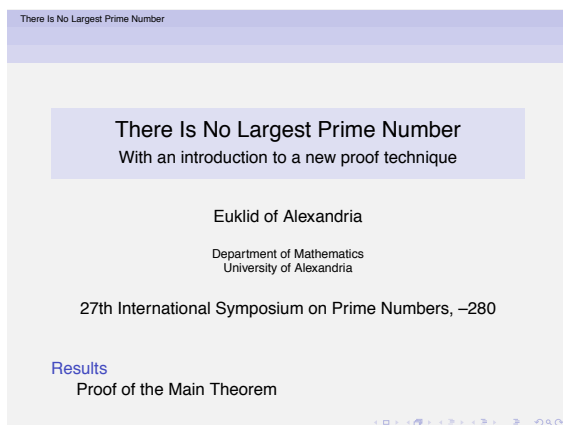 There Is No Largest Prime Number
There Is No Largest Prime Number
With an introduction to a new proof technique
Euklid of Alexandria
Department of Mathematics
University of Alexandria
27th International Symposium on Prime Numbers, –280
Results
Proof of the Main Theorem